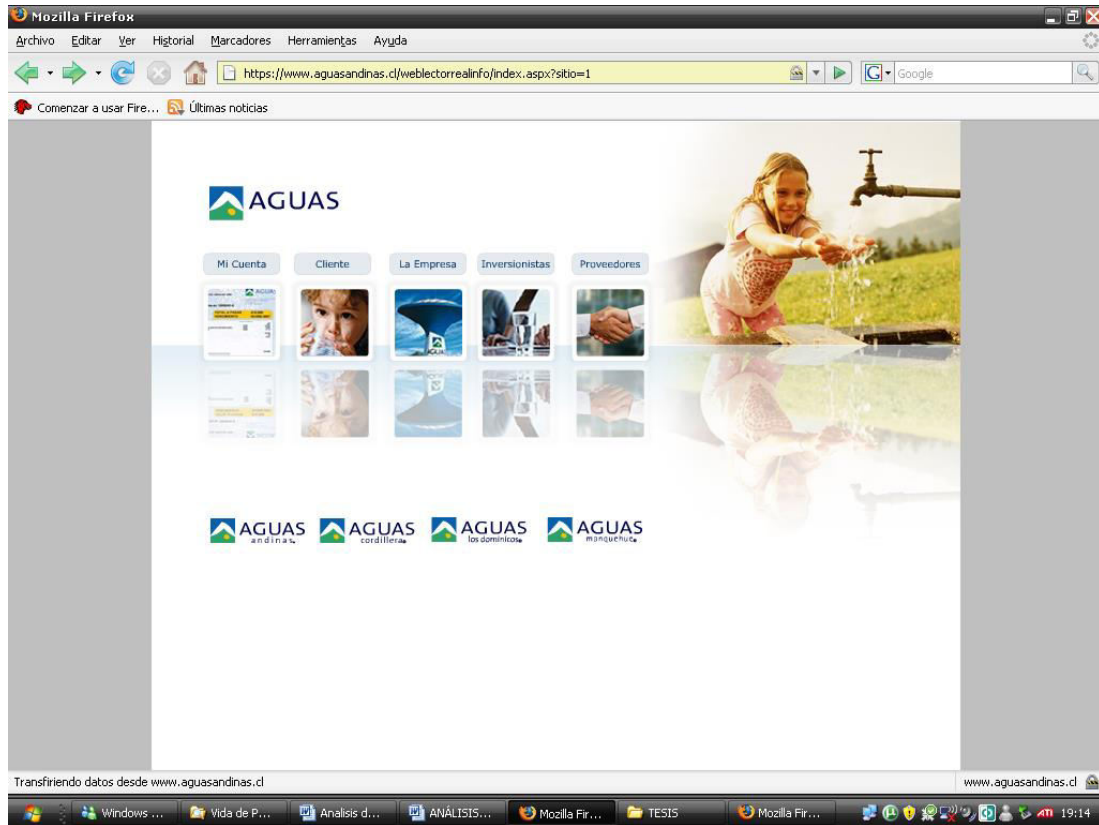 Mozilla Firefox
Archivo Editar Ver Historial Marcadores Herramientas Ayuda
https://www.aguasandinas.cl/weblectorrealinfo/index.aspx?sitio=1 G Google
Comenzar a usar Fire... Últimas noticias
AGUAS
Mi Cuenta Cliente La Empresa Inversionistas Proveedores
AGUAS andinas AGUAS cordillera AGUAS los dominicos AGUAS manquehue
Transfiriendo datos desde www.aguasandinas.cl www.aguasandinas.cl
Windows ... Vida de P... Analisis d... ANÁLISIS... Mozilla Fir... TESIS Mozilla Fir... ATI 19:14